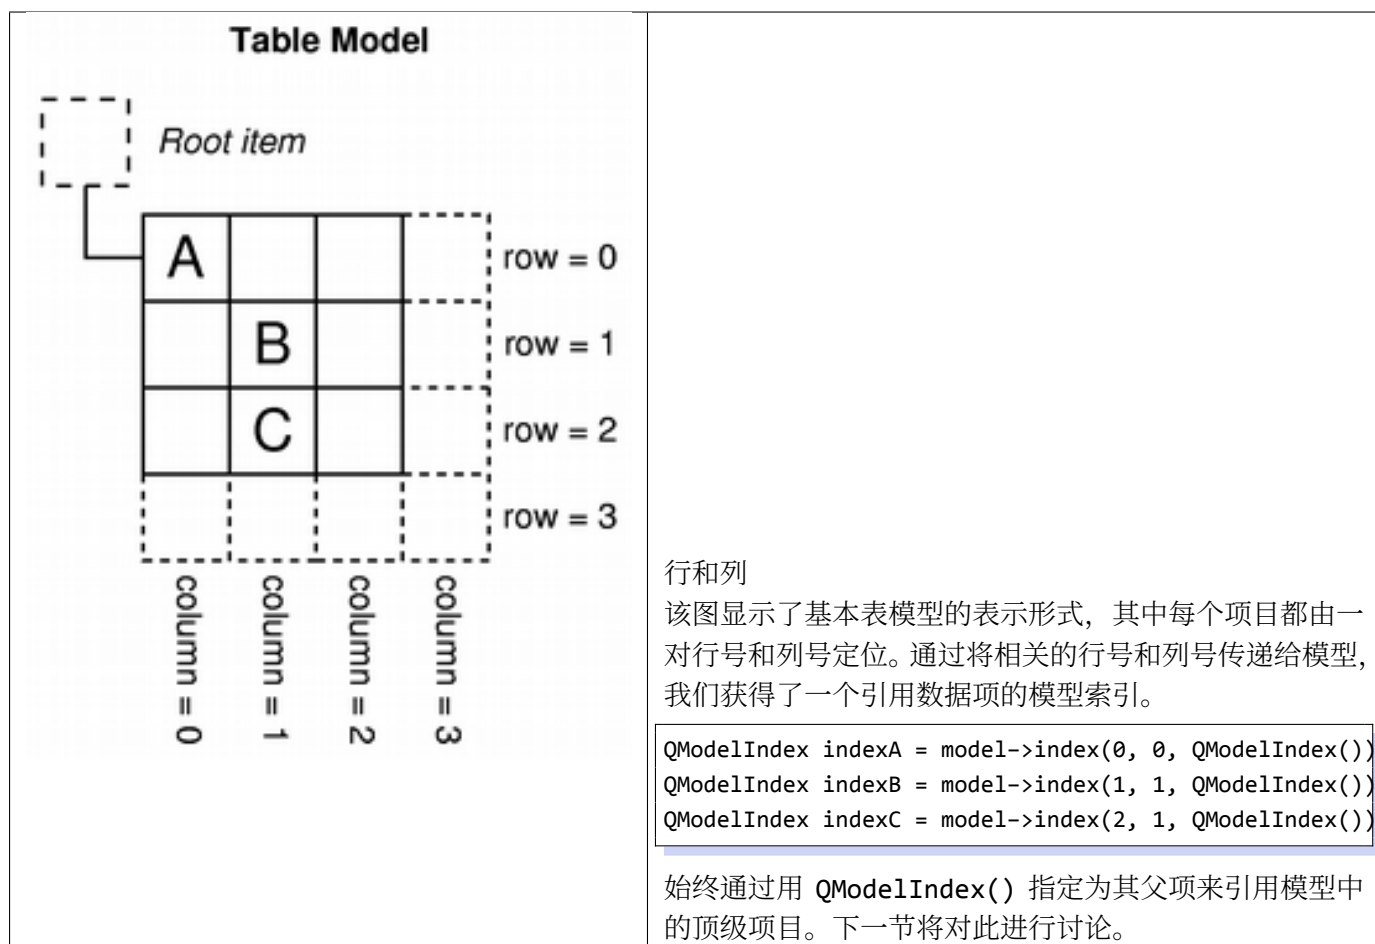 Table Model
Root item
A
row = 0
B
row = 1
C
row = 2
row = 3
column = 0
column = 1
column = 2
column = 3
行和列
该图显示了基本表模型的表示形式，其中每个项目都由一
对行号和列号定位。通过将相关的行号和列号传递给模型，
我们获得了一个引用数据项的模型索引。
QModelIndex indexA = model->index(0, 0, QModelIndex())
QModelIndex indexB = model->index(1, 1, QModelIndex())
QModelIndex indexC = model->index(2, 1, QModelIndex())
始终通过用 QModelIndex() 指定为其父项来引用模型中
的顶级项目。下一节将对此进行讨论。